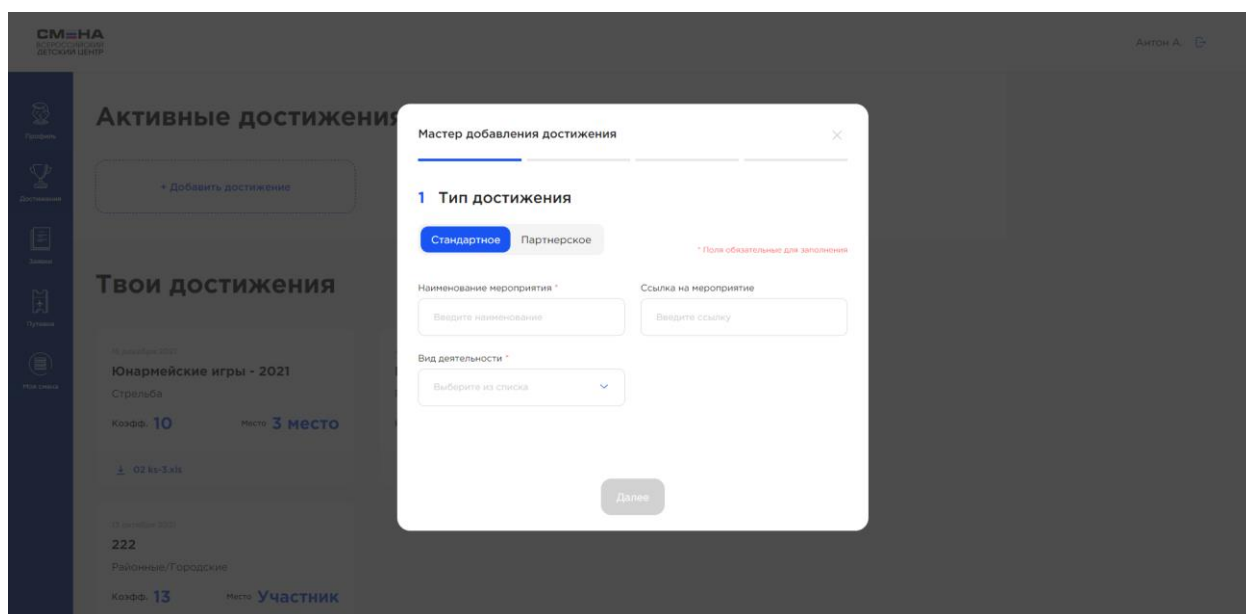 СМЕНА
ВСЕРОССИЙСКИЙ
ДЕТСКИЙ ЦЕНТР
Антон А.
Профиль
Достижения
Заявки
Путевки
Моя смена
Активные достижения
+ Добавить достижение
Твои достижения
Юнармейские игры - 2021
Стрельба
Коэфф. 10 Место 3 место
02 ks-3.xls
222
Районные/Городские
Коэфф. 13 Место Участник
Мастер добавления достижения
1 Тип достижения
Стандартное Партнерское
* Поля обязательные для заполнения
Наименование мероприятия * Ссылка на мероприятие
Введите наименование Введите ссылку
Вид деятельности *
Выберите из списка
Далее